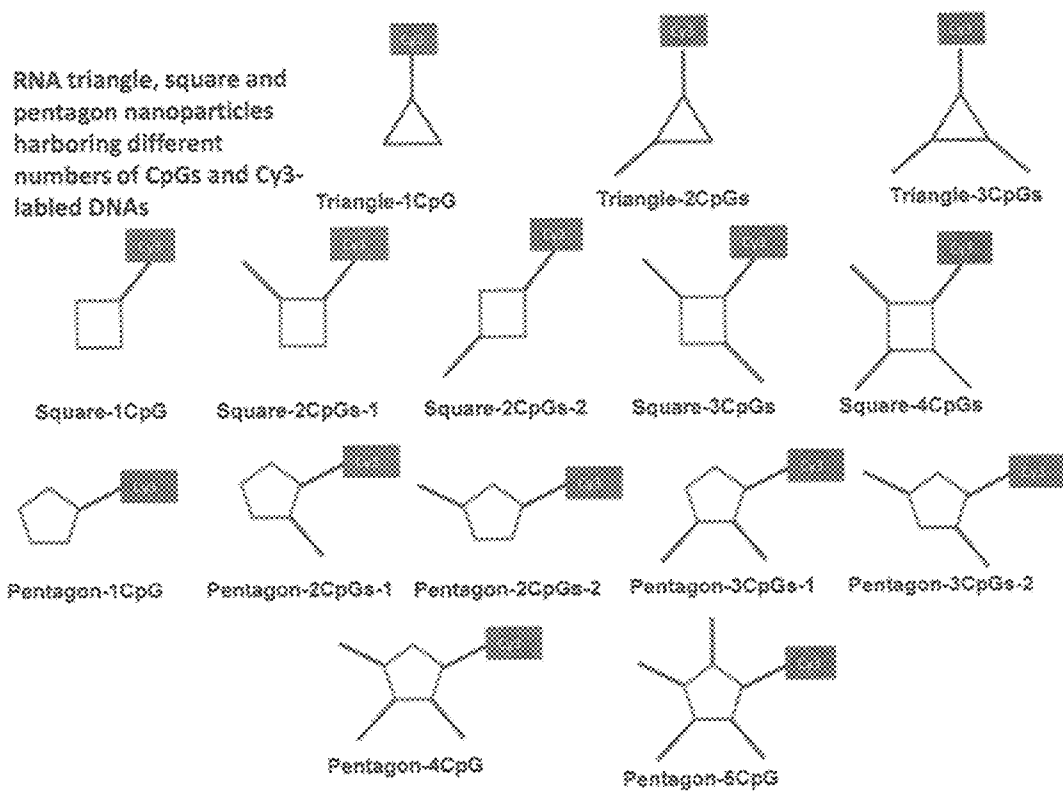 RNA triangle, square and
pentagon nanoparticles
harboring different
numbers of CpGs and Cy3-
labled DNAs
Triangle-1CpG
Triangle-2CpGs
Triangle-3CpGs
Square-1CpG
Square-2CpGs-1
Square-2CpGs-2
Square-3CpGs
Square-4CpGs
Pentagon-1CpG
Pentagon-2CpGs-1
Pentagon-2CpGs-2
Pentagon-3CpGs-1
Pentagon-3CpGs-2
Pentagon-4CpG
Pentagon-5CpG